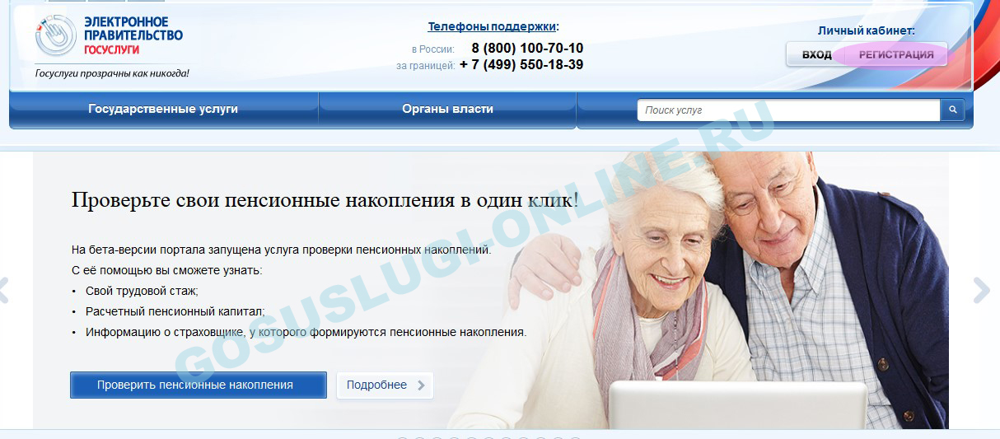 ЭЛЕКТРОННОЕ
ПРАВИТЕЛЬСТВО
ГОСУСЛУГИ
Госуслуги прозрачны как никогда!
Телефоны поддержки:
в России: 8 (800) 100-70-10
за границей: + 7 (499) 550-18-39
Личный кабинет:
ВХОД РЕГИСТРАЦИЯ
Государственные услуги Органы власти Поиск услуг
Проверьте свои пенсионные накопления в один клик!
На бета-версии портала запущена услуга проверки пенсионных накоплений.
С её помощью вы сможете узнать:
• Свой трудовой стаж;
• Расчетный пенсионный капитал;
• Информацию о страховщике, у которого формируются пенсионные накопления.
Проверить пенсионные накопления Подробнее
GOSUSLUGI-ONLINE.RU